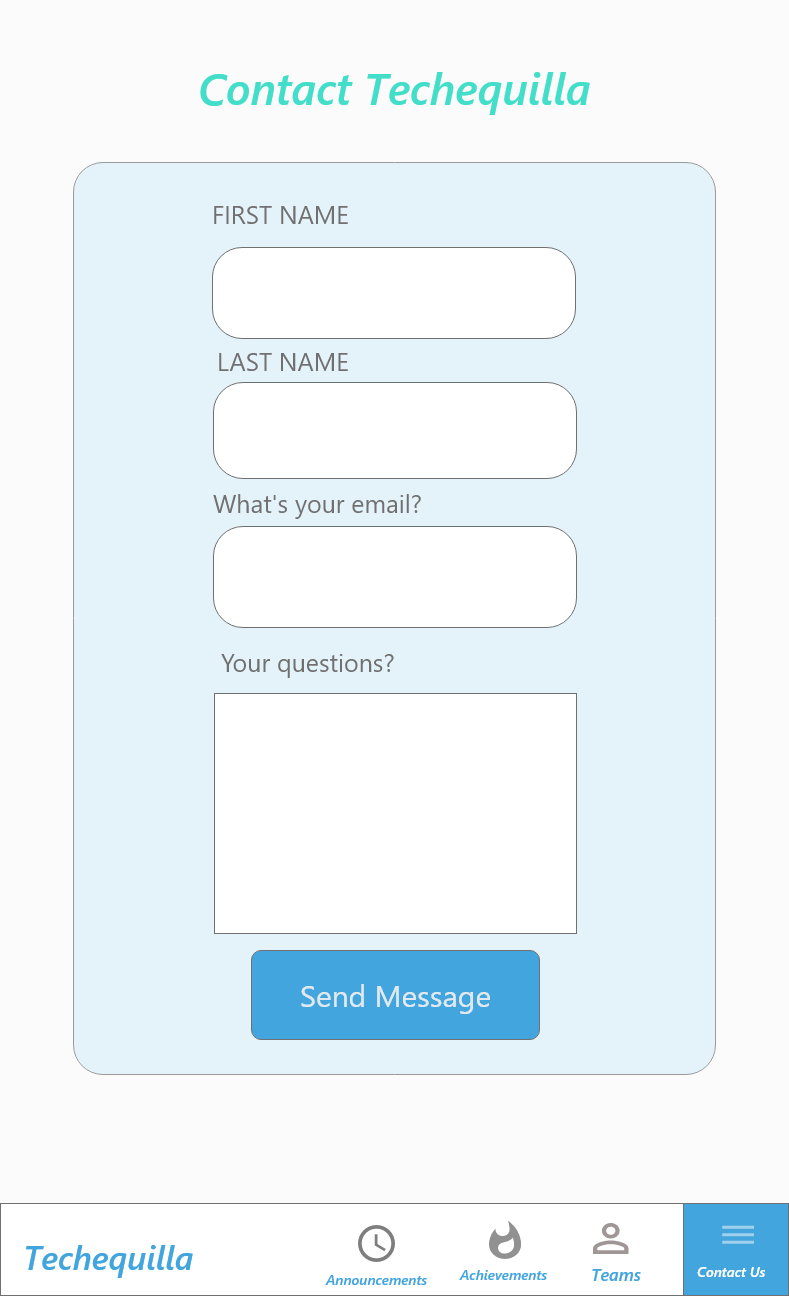 Contact Techequilla
FIRST NAME
LAST NAME
What's your email?
Your questions?
Send Message
Techequilla
Announcements
Achievements
Teams
Contact Us